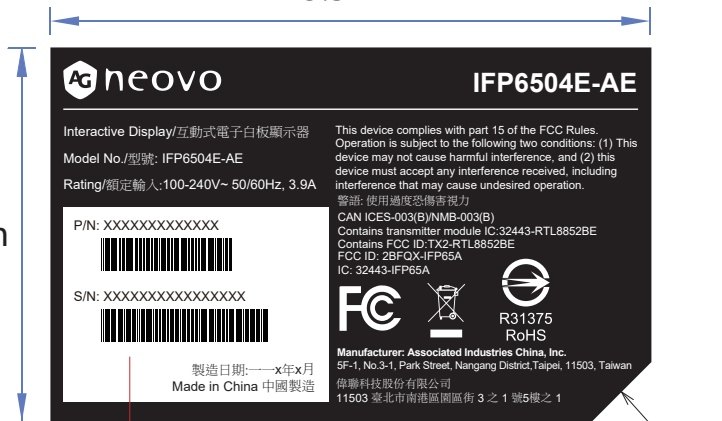 AG neovo
IFP6504E-AE
Interactive Display/互動式電子白板顯示器
Model No./型號: IFP6504E-AE
Rating/額定輸入:100-240V~ 50/60Hz, 3.9A
P/N: XXXXXXXXXXXXX
S/N: XXXXXXXXXXXXXXXX
製造日期:一一x年x月
Made in China 中國製造
This device complies with part 15 of the FCC Rules.
Operation is subject to the following two conditions: (1) This
device may not cause harmful interference, and (2) this
device must accept any interference received, including
interference that may cause undesired operation.
警語: 使用過度恐傷害視力
CAN ICES-003(B)/NMB-003(B)
Contains transmitter module IC:32443-RTL8852BE
Contains FCC ID:TX2-RTL8852BE
FCC ID: 2BFQX-IFP65A
IC: 32443-IFP65A
FC
R31375
RoHS
Manufacturer: Associated Industries China, Inc.
5F-1, No.3-1, Park Street, Nangang District,Taipei, 11503, Taiwan
偉聯科技股份有限公司
11503 臺北市南港區園區街 3 之 1 號5樓之 1